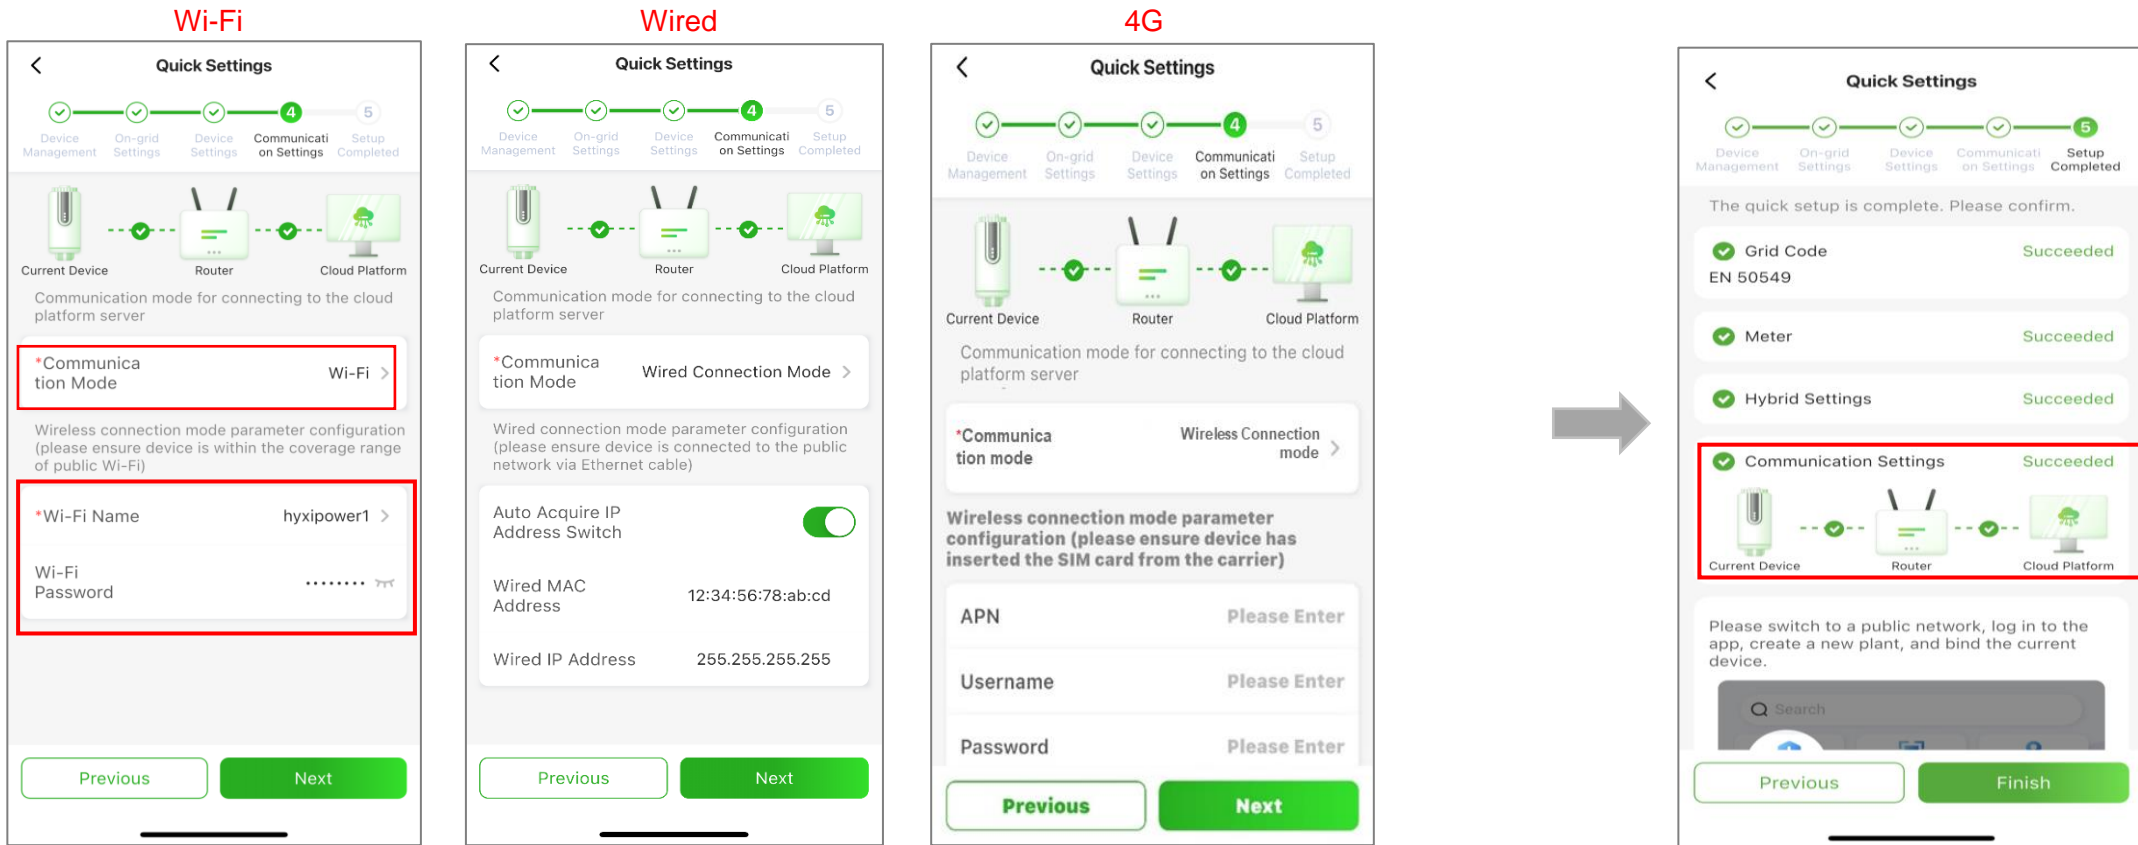 Wi-Fi
Quick Settings
4
5
Device Management
On-grid Settings
Device Settings
Communicati on Settings
Setup Completed
Current Device
Router
Cloud Platform
Communication mode for connecting to the cloud
platform server
*Communica
tion Mode
Wi-Fi
Wireless connection mode parameter configuration
(please ensure device is within the coverage range
of public Wi-Fi)
*Wi-Fi Name
hyxipower1
Wi-Fi
Password
••••••••
Previous
Next
Wired
Quick Settings
4
5
Device Management
On-grid Settings
Device Settings
Communicati on Settings
Setup Completed
Current Device
Router
Cloud Platform
Communication mode for connecting to the cloud
platform server
*Communica
tion Mode
Wired Connection Mode
Wired connection mode parameter configuration
(please ensure device is connected to the public
network via Ethernet cable)
Auto Acquire IP
Address Switch
Wired MAC
Address
12:34:56:78:ab:cd
Wired IP Address
255.255.255.255
Previous
Next
4G
Quick Settings
4
5
Device Management
On-grid Settings
Device Settings
Communicati on Settings
Setup Completed
Current Device
Router
Cloud Platform
Communication mode for connecting to the cloud
platform server
*Communica
tion mode
Wireless Connection
mode
Wireless connection mode parameter
configuration (please ensure device has
inserted the SIM card from the carrier)
APN
Please Enter
Username
Please Enter
Password
Please Enter
Previous
Next
Quick Settings
5
Device Management
On-grid Settings
Device Settings
Communicati on Settings
Setup Completed
The quick setup is complete. Please confirm.
Grid Code
Succeeded
EN 50549
Meter
Succeeded
Hybrid Settings
Succeeded
Communication Settings
Succeeded
Current Device
Router
Cloud Platform
Please switch to a public network, log in to the
app, create a new plant, and bind the current
device.
Search
Previous
Finish